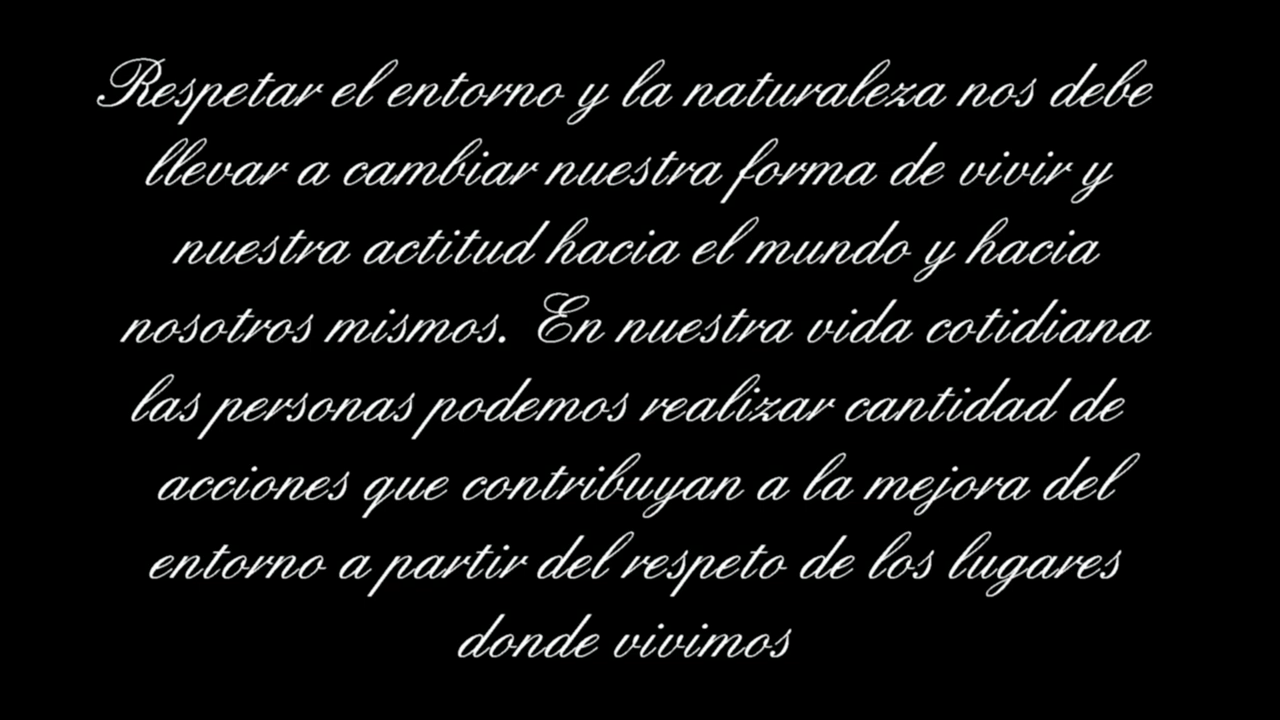 Respetar el entorno y la naturaleza nos debe
llevar a cambiar nuestra forma de vivir y
nuestra actitud hacia el mundo y hacia
nosotros mismos. En nuestra vida cotidiana
las personas podemos realizar cantidad de
acciones que contribuyan a la mejora del
entorno a partir del respeto de los lugares
donde vivimos